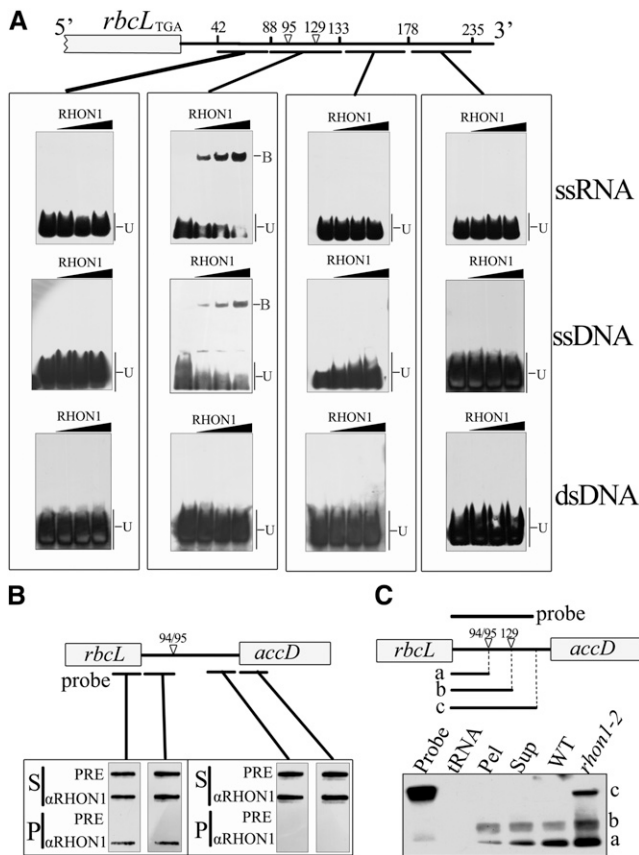 A
5’ rbcL TGA 42 88 95 129 133 178 235 3’
RHON1 RHON1 RHON1 RHON1
B
U U U U
ssRNA
RHON1 RHON1 RHON1 RHON1
B
U U U U
ssDNA
RHON1 RHON1 RHON1 RHON1
U U U U
dsDNA
B
94/95
rbcL accD
probe
S PRE S PRE
αRHON1 αRHON1
P PRE P PRE
αRHON1 αRHON1
C
probe
94/95 129
rbcL accD
a
b
c
Probe tRNA Pel Sup WT rhon1-2
c
b
a